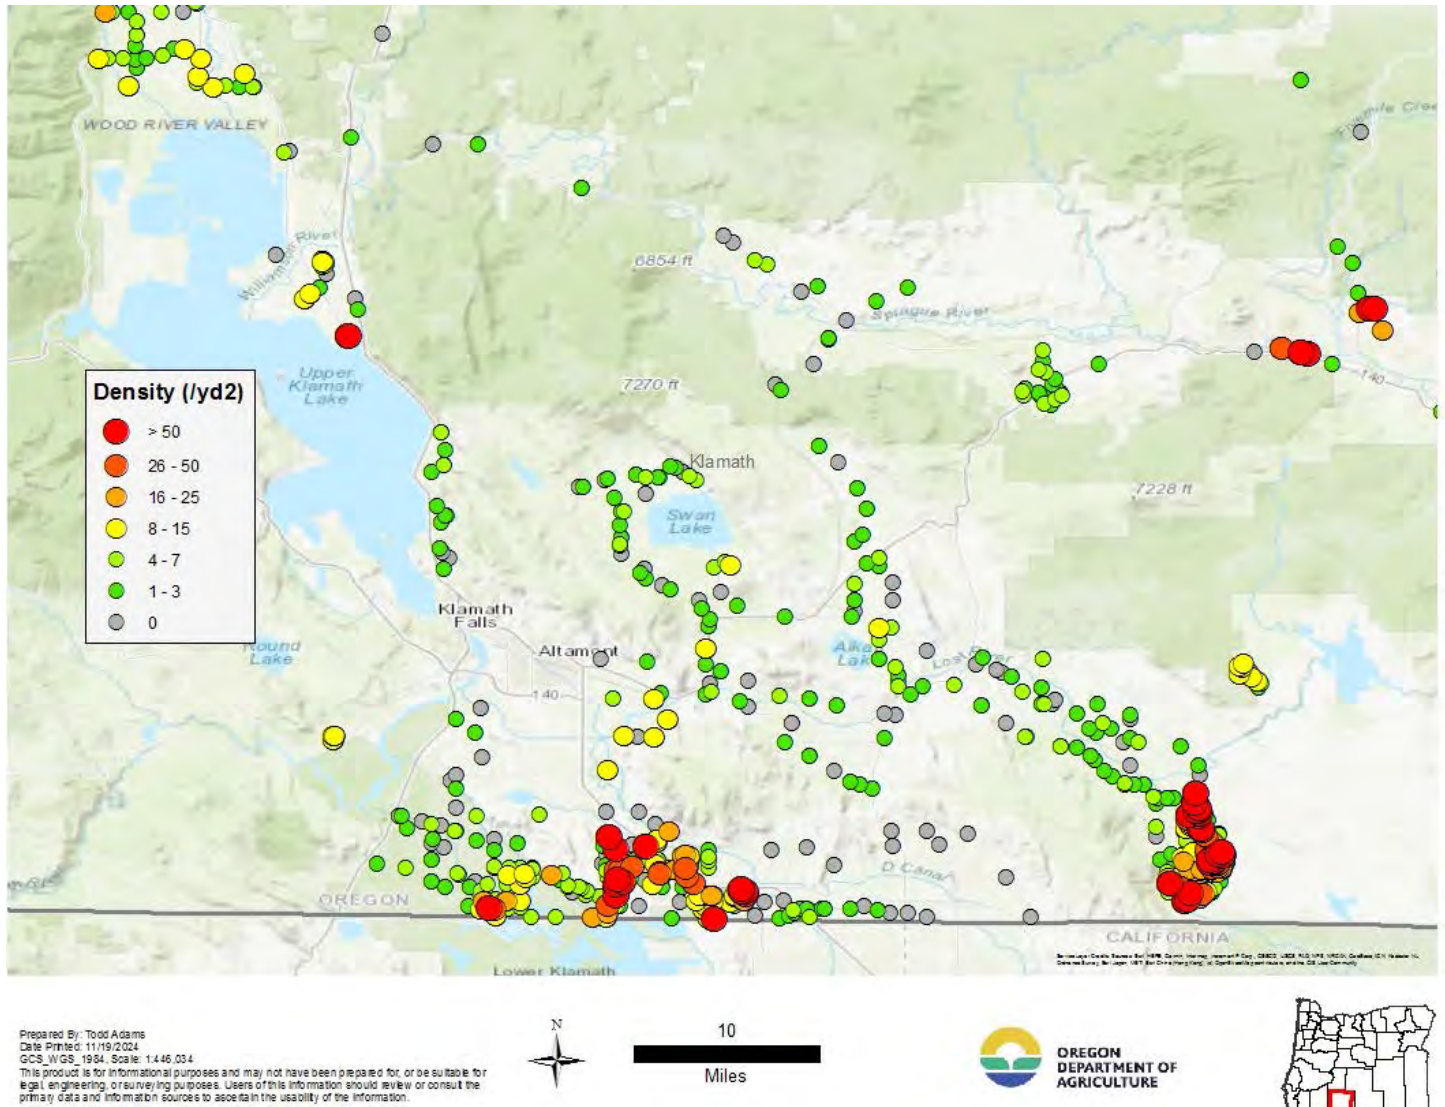 WOOD RIVER VALLEY
Williamson River
6854 ft
Sprague River
Upper
Klamath
Lake
7270 ft
140
Density (/yd2)
> 50
26 - 50
16 - 25
8 - 15
4 - 7
1 - 3
0
Klamath
7228 ft
Swan
Lake
Klamath
Falls
Altamont
Lost River
140
D Canal
OREGON
CALIFORNIA
Lower Klamath
Prepared By: Todd Adams
Date Printed: 11/19/2024
GCS_WGS_1984, Scale: 1:446,034
This product is for informational purposes and may not have been prepared for, or be suitable for
legal, engineering, or surveying purposes. Users of this information should review or consult the
primary data and information sources to ascertain the usability of the information.
N
10
Miles
OREGON
DEPARTMENT OF
AGRICULTURE